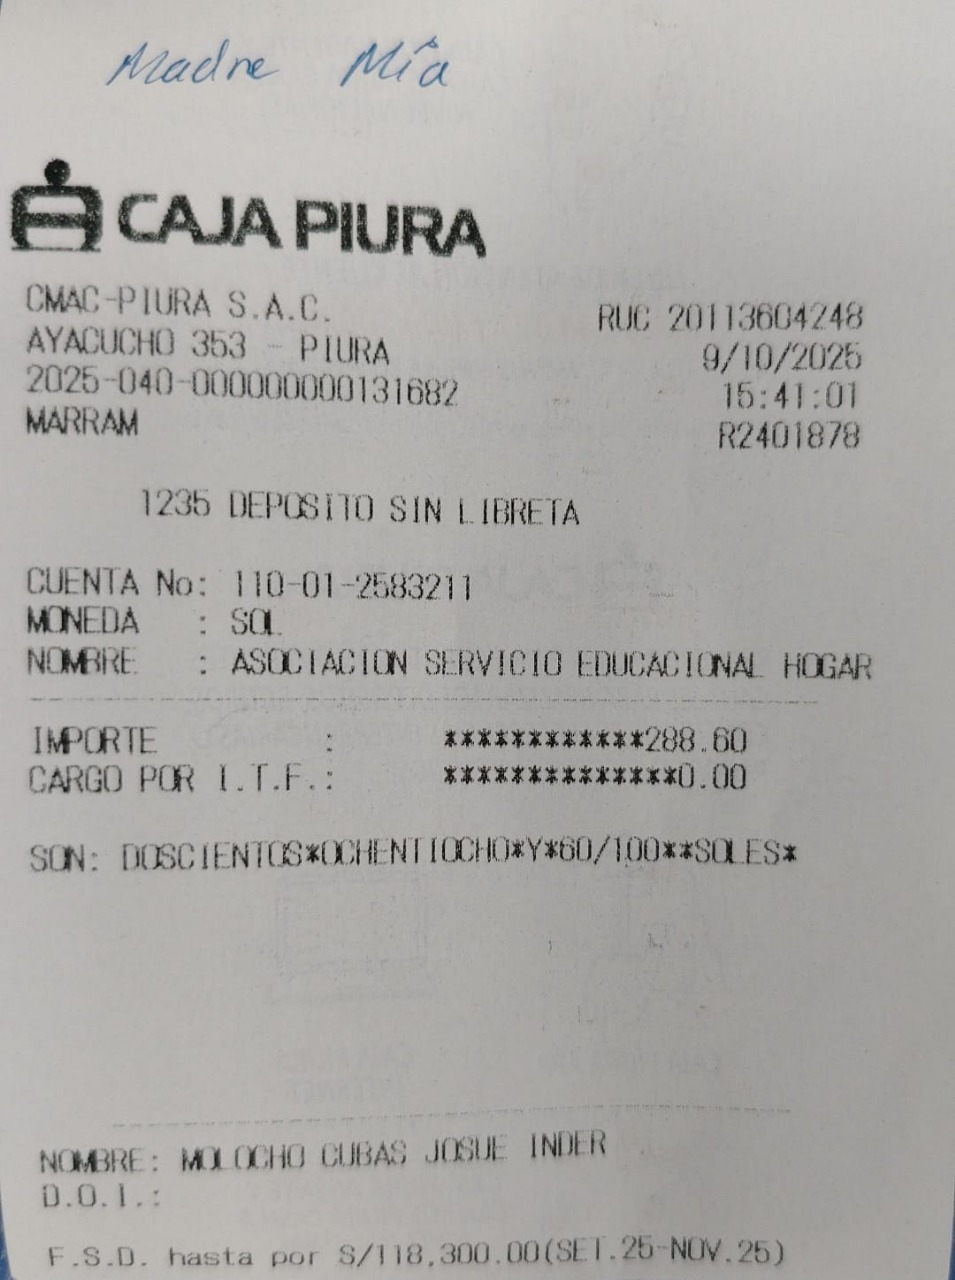 Madre Mía
CAJA PIURA
CMAC-PIURA S.A.C. RUC 20113604248
AYACUCHO 353 - PIURA 9/10/2025
2025-040-000000000131682 15:41:01
MARRAM R2401878
1235 DEPOSITO SIN LIBRETA
CUENTA No: 110-01-2583211
MONEDA : SOL
NOMBRE : ASOCIACION SERVICIO EDUCACIONAL HOGAR
IMPORTE : ************288.60
CARGO POR I.T.F.: **************0.00
SON: DOSCIENTOS*OCHENTIOCHO*Y*60/100**SOLES*
NOMBRE: MOLOCHO CUBAS JOSUE INDER
D.O.I.:
F.S.D. hasta por S/118,300.00(SET.25-NOV.25)